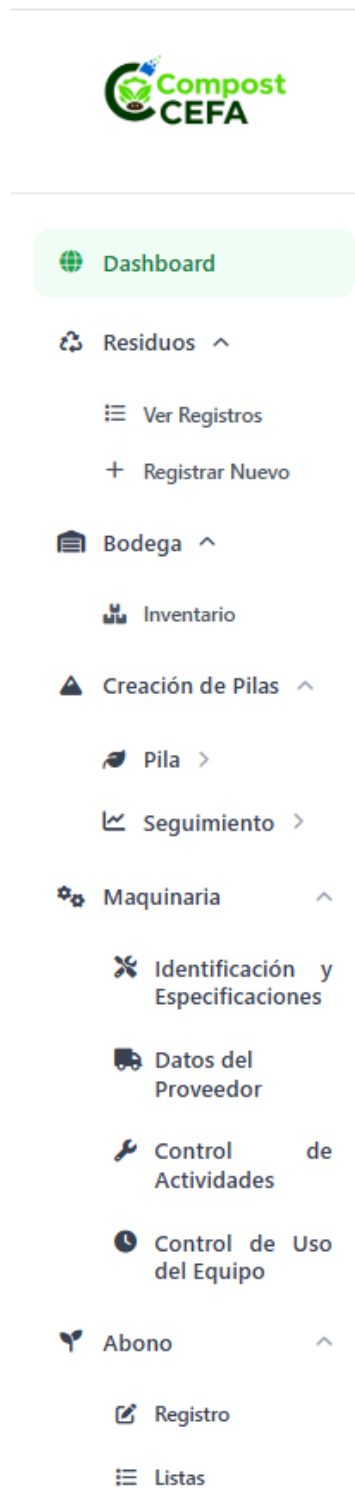 Compost
CEFA
Dashboard
Residuos
Ver Registros
Registrar Nuevo
Bodega
Inventario
Creación de Pilas
Pila
Seguimiento
Maquinaria
Identificación y
Especificaciones
Datos del
Proveedor
Control de
Actividades
Control de Uso
del Equipo
Abono
Registro
Listas